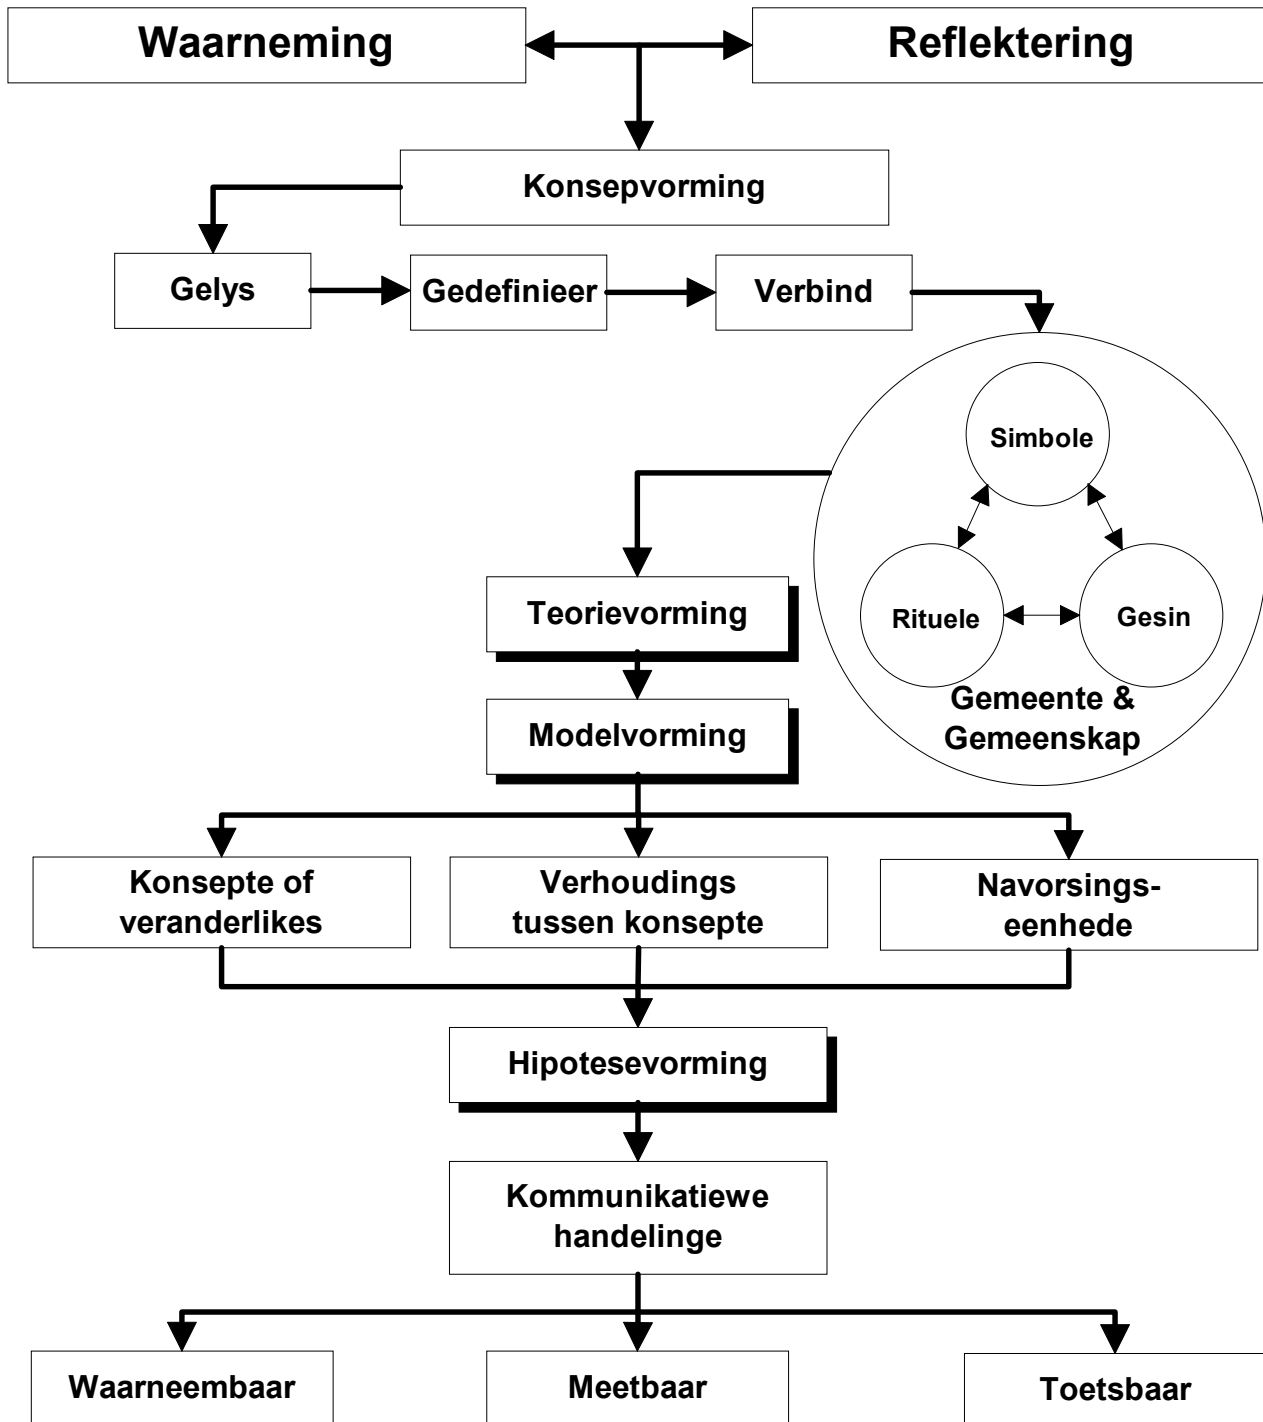 Waarneming
Reflektering
Konsepvorming
Gelys
Gedefinieer
Verbind
Simbole
Rituele
Gesin
Gemeente &
Gemeenskap
Teorievorming
Modelvorming
Konsepte of
veranderlikes
Verhoudings
tussen konsepte
Navorsings-
eenhede
Hipotesevorming
Kommunikatiewe
handelinge
Waarneembaar
Meetbaar
Toetsbaar